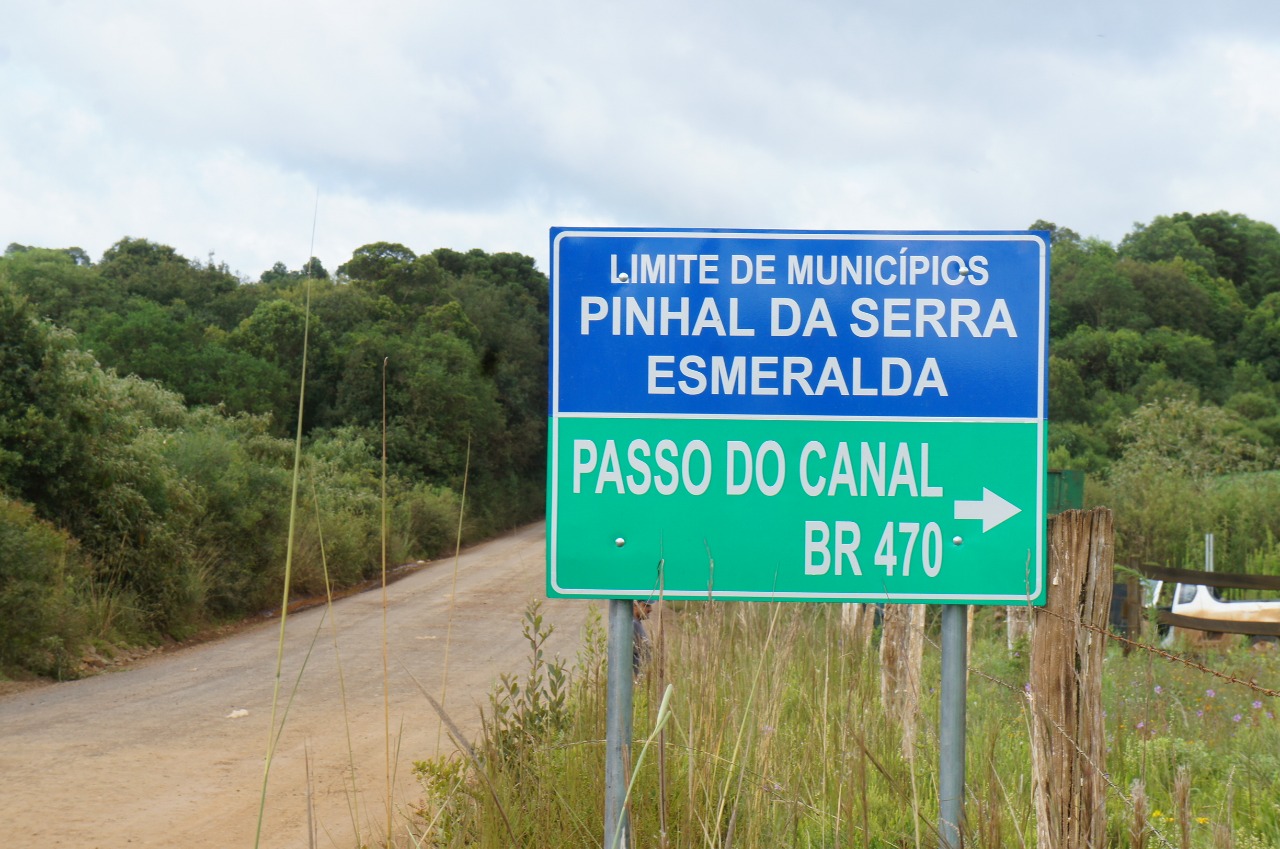 LIMITE DE MUNICÍPIOS
PINHAL DA SERRA
ESMERALDA
PASSO DO CANAL
BR 470